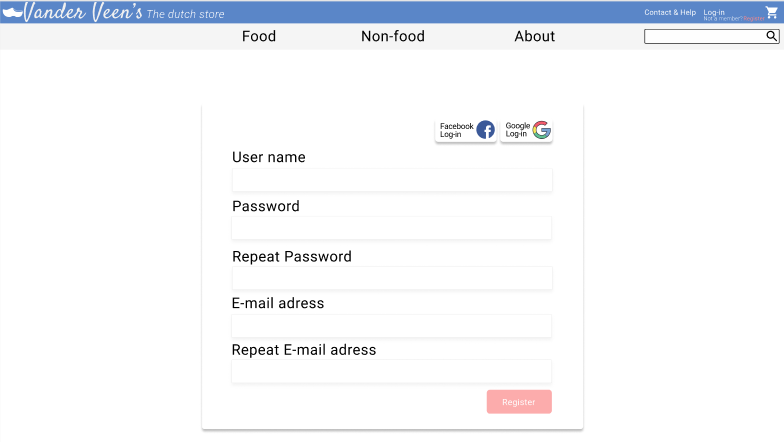 Vander Veen's The dutch store
Contact & Help
Log-in
Not a member? Register
Food
Non-food
About
Facebook
Log-in
Google
Log-in
User name
Password
Repeat Password
E-mail adress
Repeat E-mail adress
Register